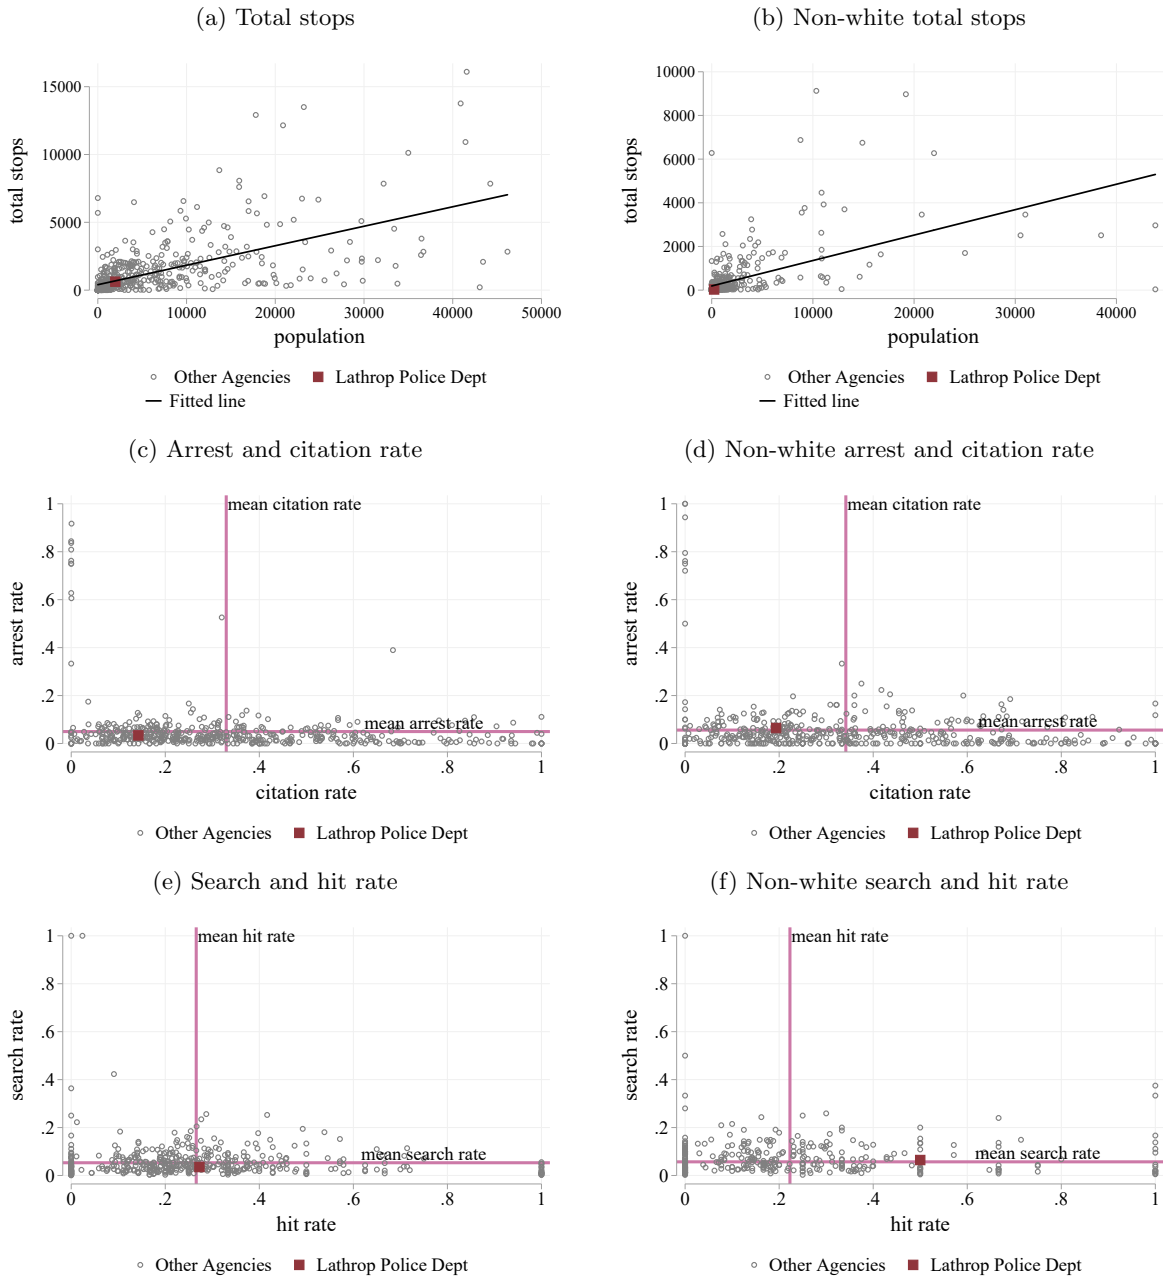 (a) Total stops
(b) Non-white total stops
15000
10000
5000
0
total stops
0 10000 20000 30000 40000 50000
population
Other Agencies Lathrop Police Dept
Fitted line
10000
8000
6000
4000
2000
0
total stops
0 10000 20000 30000 40000
population
Other Agencies Lathrop Police Dept
Fitted line
(c) Arrest and citation rate
(d) Non-white arrest and citation rate
1
.8
.6
.4
.2
0
arrest rate
mean citation rate
mean arrest rate
0 .2 .4 .6 .8 1
citation rate
Other Agencies Lathrop Police Dept
1
.8
.6
.4
.2
0
arrest rate
mean citation rate
mean arrest rate
0 .2 .4 .6 .8 1
citation rate
Other Agencies Lathrop Police Dept
(e) Search and hit rate
(f) Non-white search and hit rate
1
.8
.6
.4
.2
0
search rate
mean hit rate
mean search rate
0 .2 .4 .6 .8 1
hit rate
Other Agencies Lathrop Police Dept
1
.8
.6
.4
.2
0
search rate
mean hit rate
mean search rate
0 .2 .4 .6 .8 1
hit rate
Other Agencies Lathrop Police Dept